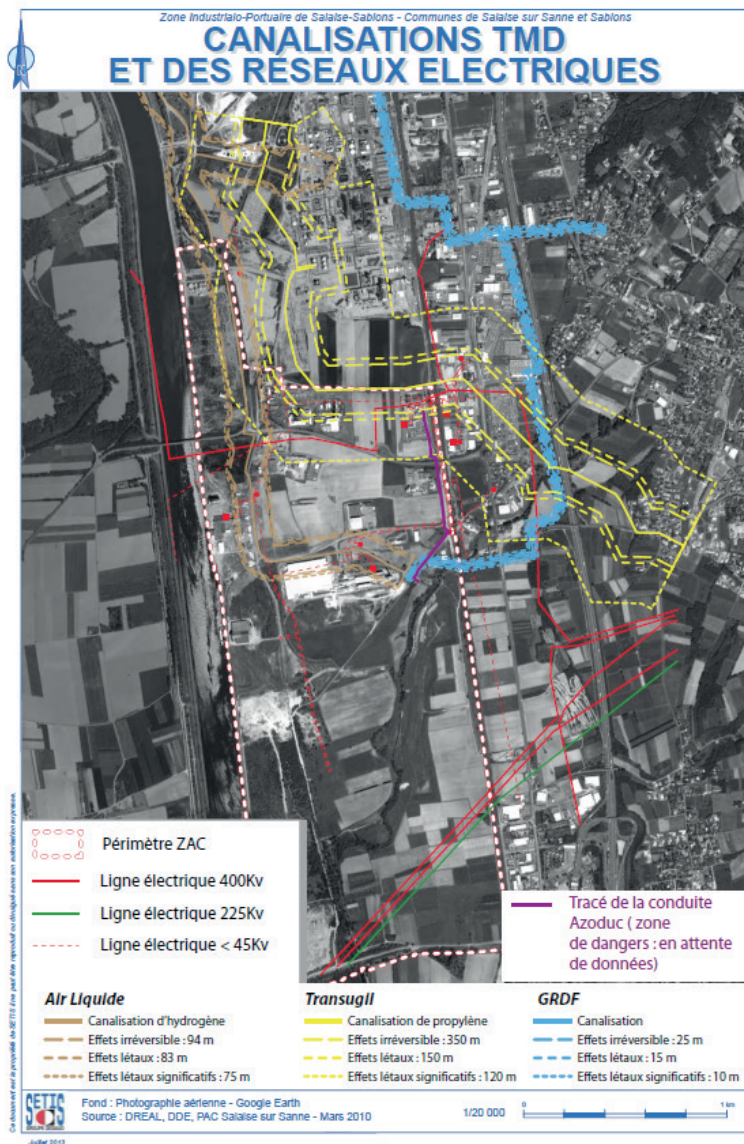 Zone Industrialo-Portuaire de Salaise-Sablons - Communes de Salaise sur Sanne et Sablons
CANALISATIONS TMD
ET DES RESEAUX ELECTRIQUES
Périmètre ZAC
Ligne électrique 400Kv
Ligne électrique 225Kv
Ligne électrique < 45Kv
Tracé de la conduite
Azoduc ( zone
de dangers : en attente
de données)
Air Liquide
Canalisation d'hydrogène
Effets irréversible : 94 m
Effets létaux : 83 m
Effets létaux significatifs : 75 m
Transugil
Canalisation de propylène
Effets irréversible : 350 m
Effets létaux : 150 m
Effets létaux significatifs : 120 m
GRDF
Canalisation
Effets irréversible : 25 m
Effets létaux : 15 m
Effets létaux significatifs : 10 m
SETIS
Fond : Photographie aérienne - Google Earth
Source : DREAL, DDE, PAC Salaise sur Sanne - Mars 2010
1/20 000
0
1 km
Juillet 2013